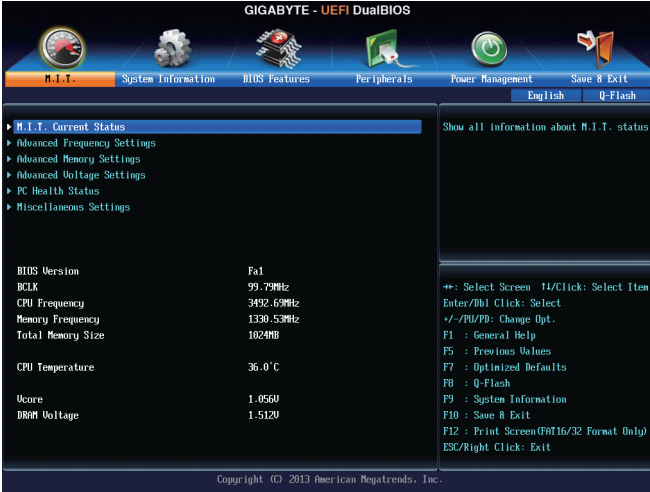 GIGABYTE - UEFI DualBIOS
M.I.T. System Information BIOS Features Peripherals Power Management Save & Exit
English Q-Flash
M.I.T. Current Status
Advanced Frequency Settings
Advanced Memory Settings
Advanced Voltage Settings
PC Health Status
Miscellaneous Settings
Show all information about M.I.T. status
BIOS Version Fa1
BCLK 99.79MHz
CPU Frequency 3492.69MHz
Memory Frequency 1330.53MHz
Total Memory Size 1024MB
CPU Temperature 36.0°C
Vcore 1.056V
DRAM Voltage 1.512V
→←: Select Screen ↑↓/Click: Select Item
Enter/Dbl Click: Select
+/-/PU/PD: Change Opt.
F1 : General Help
F5 : Previous Values
F7 : Optimized Defaults
F8 : Q-Flash
F9 : System Information
F10 : Save & Exit
F12 : Print Screen(FAT16/32 Format Only)
ESC/Right Click: Exit
Copyright (C) 2013 American Megatrends, Inc.